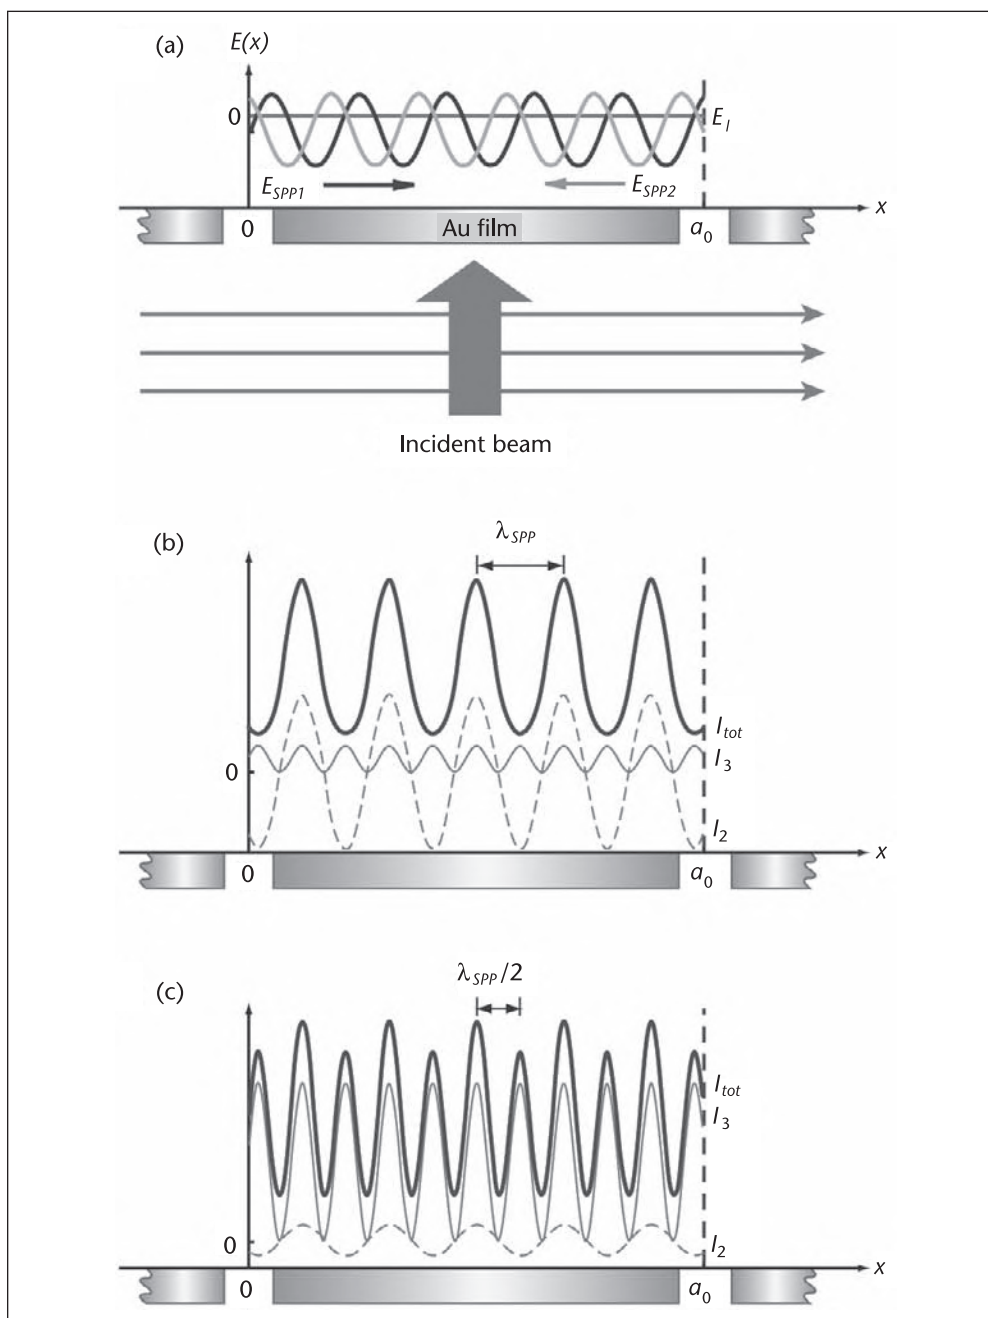 (a)
E(x)
0
E_I
E_SPP1
E_SPP2
x
0
Au film
a_0
Incident beam
(b)
λ_SPP
I_tot
I_3
0
I_2
x
0
a_0
(c)
λ_SPP/2
I_tot
I_3
0
I_2
x
0
a_0